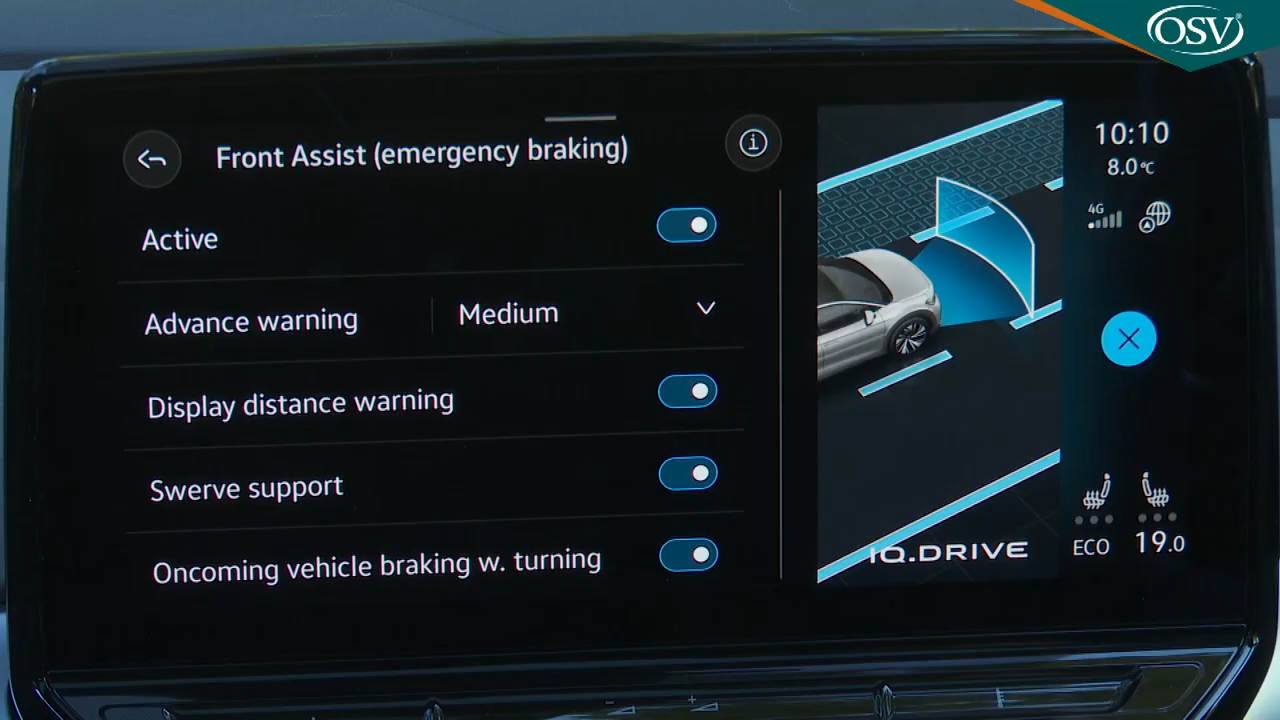 OSV
Front Assist (emergency braking)
Active
Advance warning
Medium
Display distance warning
Swerve support
Oncoming vehicle braking w. turning
IQ.DRIVE
10:10
8.0°C
4G
ECO
19.0